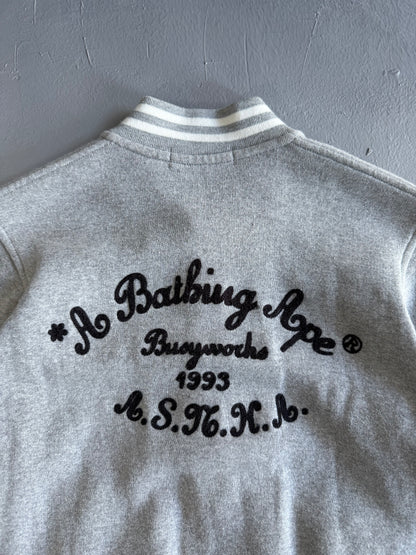 *A Bathing Ape®
Busyworks
1993
A.S.N.K.A.